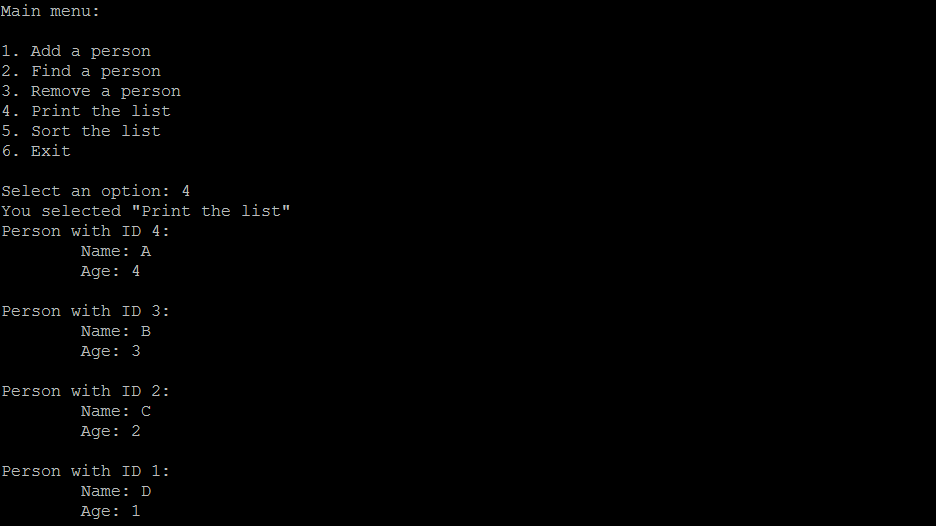 Main menu:

1. Add a person
2. Find a person
3. Remove a person
4. Print the list
5. Sort the list
6. Exit

Select an option: 4
You selected "Print the list"
Person with ID 4:
        Name: A
        Age: 4

Person with ID 3:
        Name: B
        Age: 3

Person with ID 2:
        Name: C
        Age: 2

Person with ID 1:
        Name: D
        Age: 1